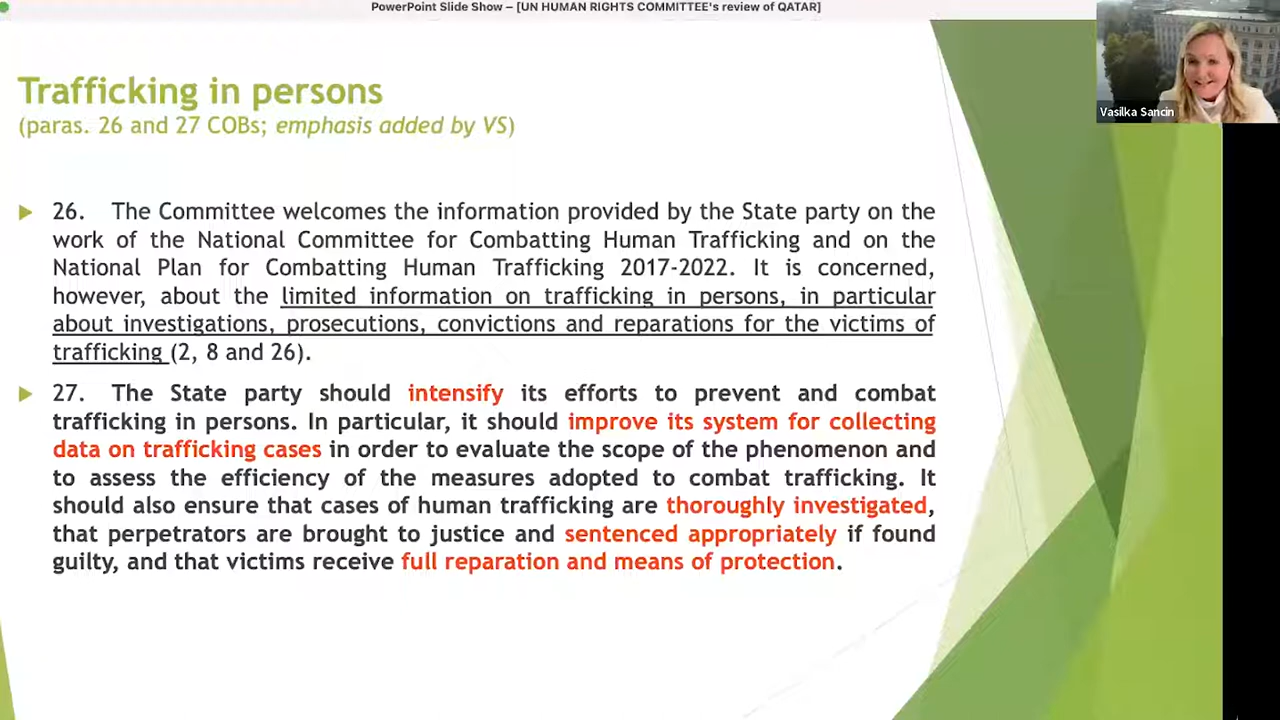 PowerPoint Slide Show – [UN HUMAN RIGHTS COMMITTEE's review of QATAR]
Vasilka Sancin
Trafficking in persons
(paras. 26 and 27 COBs; emphasis added by VS)
26. The Committee welcomes the information provided by the State party on the
work of the National Committee for Combatting Human Trafficking and on the
National Plan for Combatting Human Trafficking 2017-2022. It is concerned,
however, about the limited information on trafficking in persons, in particular
about investigations, prosecutions, convictions and reparations for the victims of
trafficking (2, 8 and 26).
27. The State party should intensify its efforts to prevent and combat
trafficking in persons. In particular, it should improve its system for collecting
data on trafficking cases in order to evaluate the scope of the phenomenon and
to assess the efficiency of the measures adopted to combat trafficking. It
should also ensure that cases of human trafficking are thoroughly investigated,
that perpetrators are brought to justice and sentenced appropriately if found
guilty, and that victims receive full reparation and means of protection.